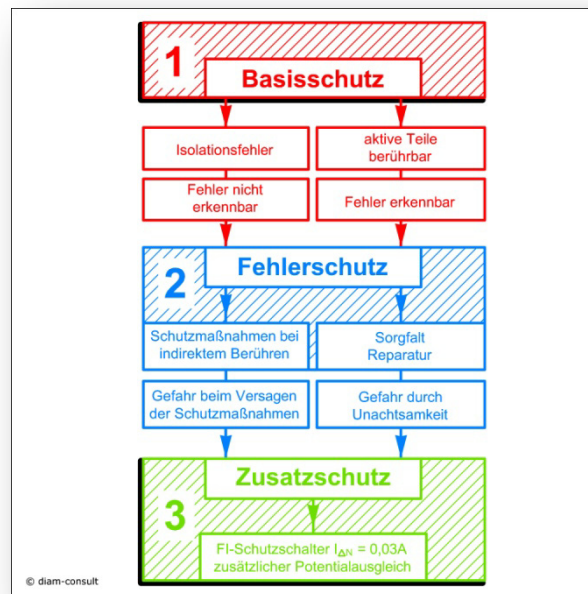 1
Basisschutz
Isolationsfehler
aktive Teile
berührbar
Fehler nicht
erkennbar
Fehler erkennbar
2
Fehlerschutz
Schutzmaßnahmen bei
indirektem Berühren
Sorgfalt
Reparatur
Gefahr beim Versagen
der Schutzmaßnahmen
Gefahr durch
Unachtsamkeit
3
Zusatzschutz
FI-Schutzschalter IΔN = 0,03A
zusätzlicher Potentialausgleich
© diam-consult